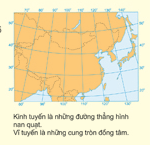 Kinh tuyến là những đường thẳng hình
nan quạt.
Vĩ tuyến là những cung tròn đồng tâm.